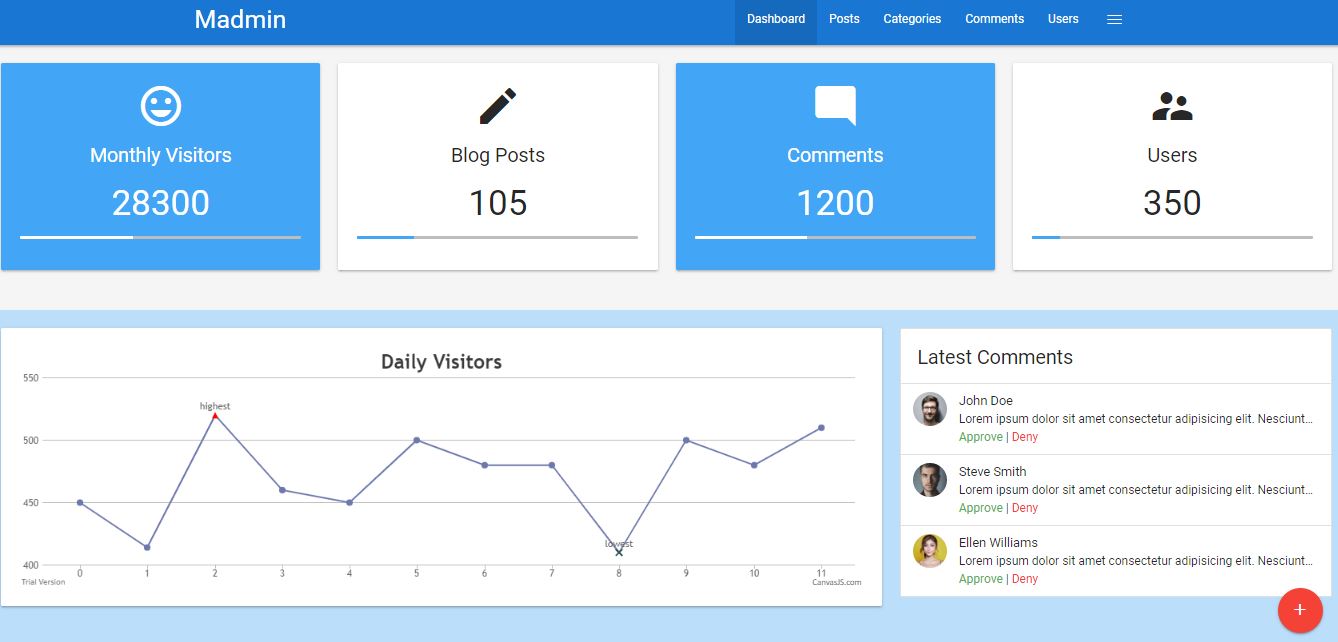 Madmin
Dashboard Posts Categories Comments Users
Monthly Visitors
28300
Blog Posts
105
Comments
1200
Users
350
Daily Visitors
550
500
450
400
highest
lowest
0 1 2 3 4 5 6 7 8 9 10 11
Trial Version
CanvasJS.com
Latest Comments
John Doe
Lorem ipsum dolor sit amet consectetur adipisicing elit. Nesciunt...
Approve | Deny
Steve Smith
Lorem ipsum dolor sit amet consectetur adipisicing elit. Nesciunt...
Approve | Deny
Ellen Williams
Lorem ipsum dolor sit amet consectetur adipisicing elit. Nesciunt...
Approve | Deny
+